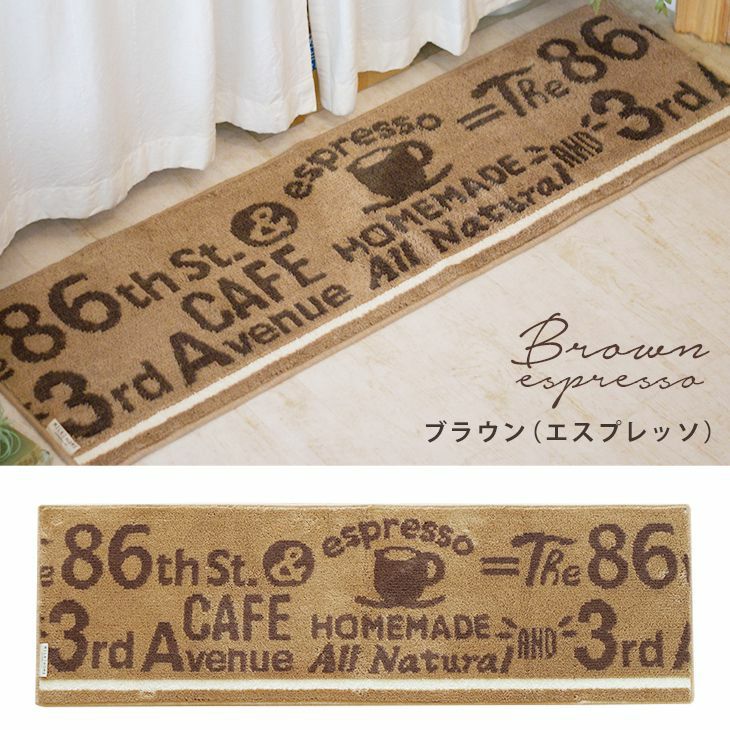 e 86th St. & espresso =The 86
CAFE HOMEMADE
3rd Avenue All Natural AND 3rd A
Brown
espresso
ブラウン（エスプレッソ）
e 86th St. & espresso =The 86
CAFE HOMEMADE
3rd Avenue All Natural AND 3rd A